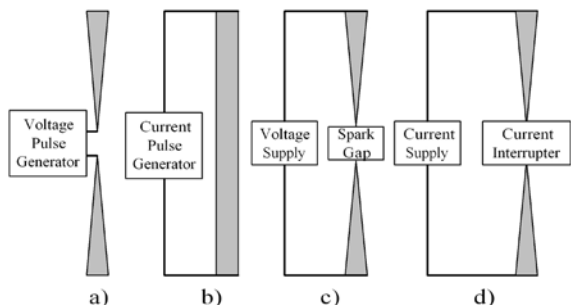 Voltage
Pulse
Generator
Current
Pulse
Generator
Voltage
Supply
Spark
Gap
Current
Supply
Current
Interrupter
a)
b)
c)
d)